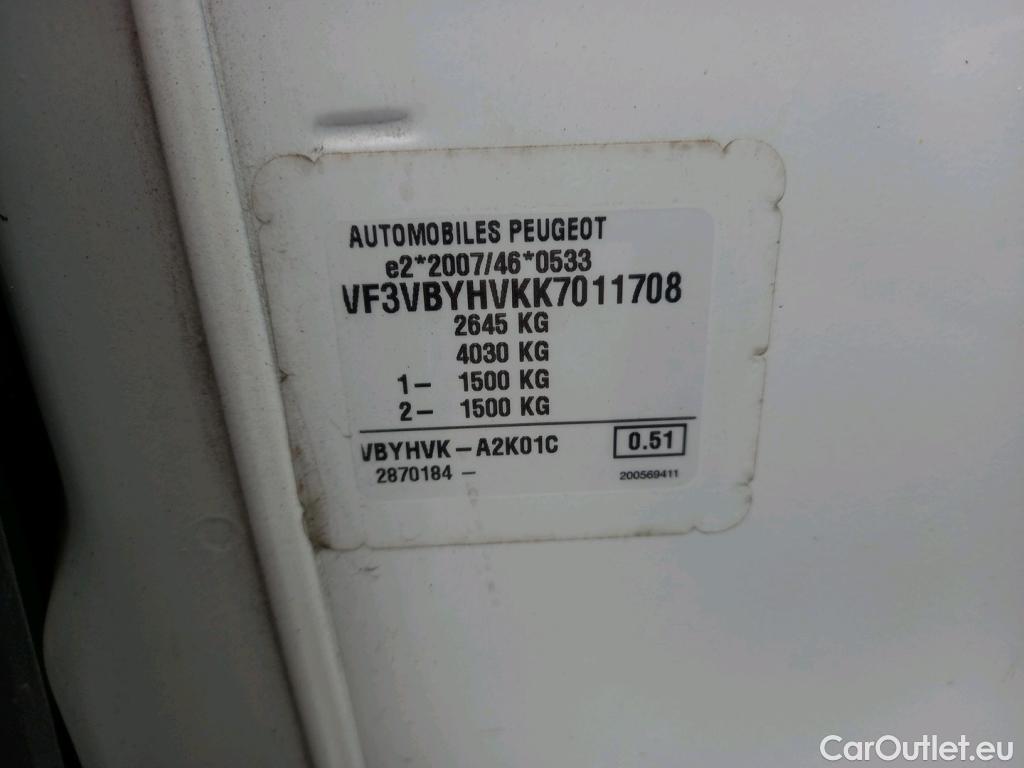 AUTOMOBILES PEUGEOT
e2*2007/46*0533
VF3VBYHVKK7011708
2645 KG
4030 KG
1- 1500 KG
2- 1500 KG
VBYHVK-A2K01C 0.51
2870184 - 200569411
CarOutlet.eu